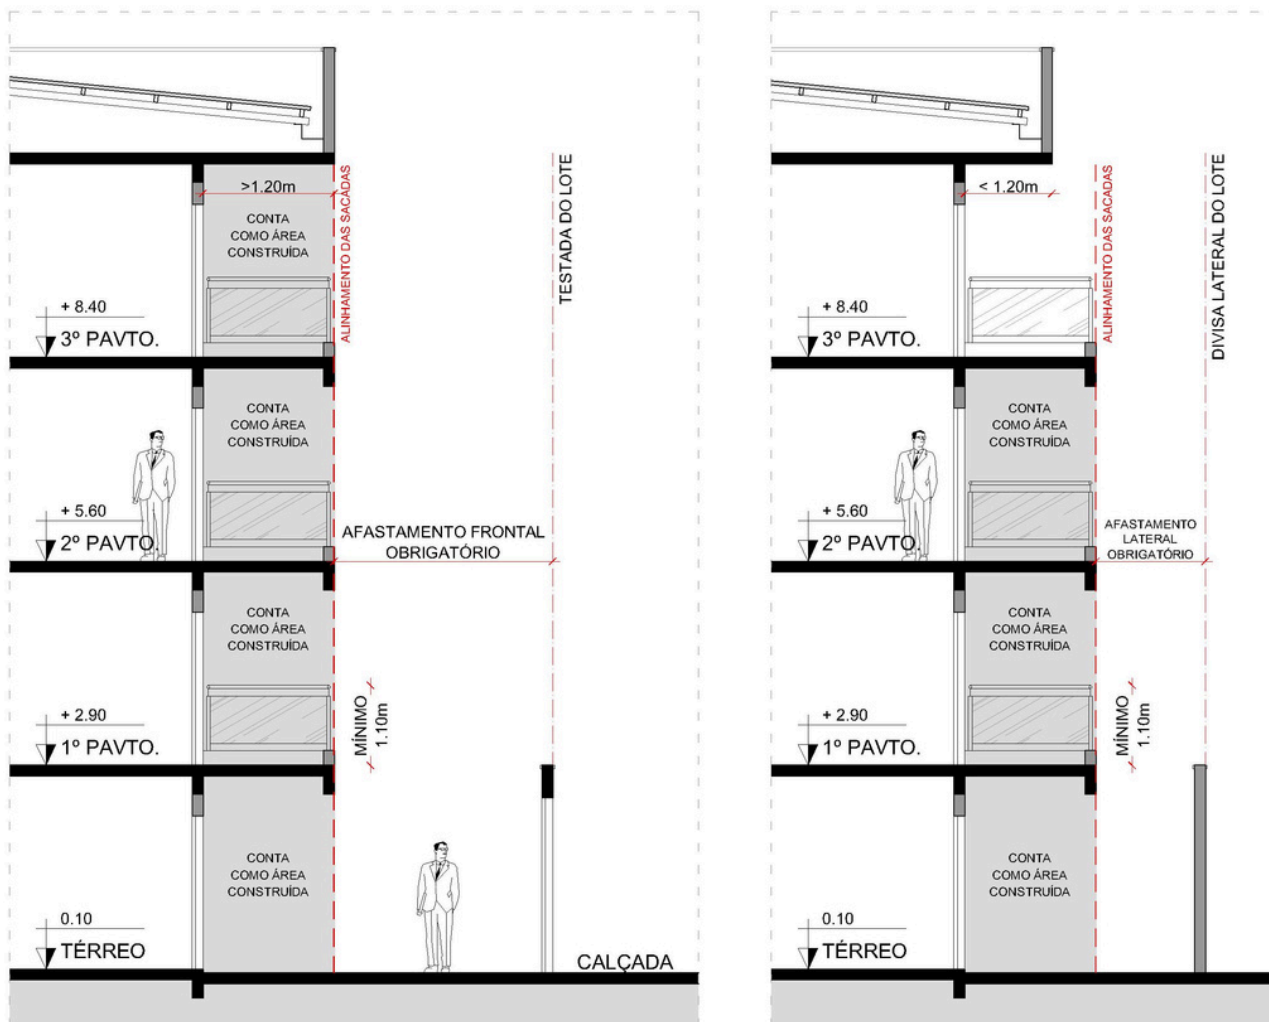 >1.20m
CONTA
COMO ÁREA
CONSTRUÍDA
ALINHAMENTO DAS SACADAS
TESTADA DO LOTE
+ 8.40
3º PAVTO.
CONTA
COMO ÁREA
CONSTRUÍDA
+ 5.60
2º PAVTO.
AFASTAMENTO FRONTAL
OBRIGATÓRIO
CONTA
COMO ÁREA
CONSTRUÍDA
+ 2.90
1º PAVTO.
MÍNIMO
1.10m
CONTA
COMO ÁREA
CONSTRUÍDA
0.10
TÉRREO
CALÇADA
< 1.20m
ALINHAMENTO DAS SACADAS
DIVISA LATERAL DO LOTE
+ 8.40
3º PAVTO.
CONTA
COMO ÁREA
CONSTRUÍDA
+ 5.60
2º PAVTO.
AFASTAMENTO
LATERAL
OBRIGATÓRIO
CONTA
COMO ÁREA
CONSTRUÍDA
+ 2.90
1º PAVTO.
MÍNIMO
1.10m
CONTA
COMO ÁREA
CONSTRUÍDA
0.10
TÉRREO